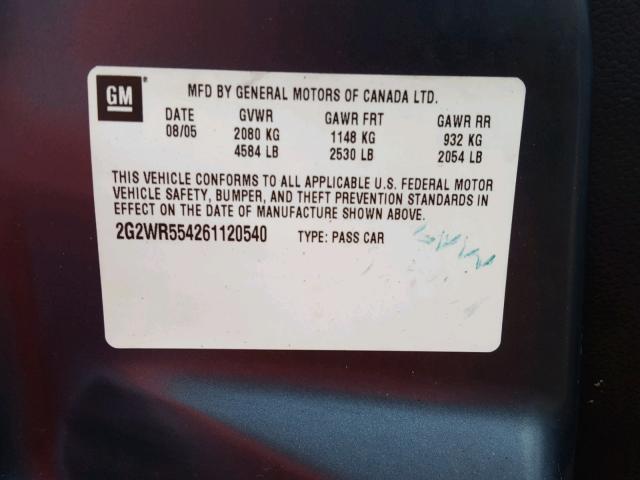 GM
MFD BY GENERAL MOTORS OF CANADA LTD.
DATE GVWR GAWR FRT GAWR RR
08/05 2080 KG 1148 KG 932 KG
4584 LB 2530 LB 2054 LB
THIS VEHICLE CONFORMS TO ALL APPLICABLE U.S. FEDERAL MOTOR
VEHICLE SAFETY, BUMPER, AND THEFT PREVENTION STANDARDS IN
EFFECT ON THE DATE OF MANUFACTURE SHOWN ABOVE.
2G2WR554261120540 TYPE: PASS CAR